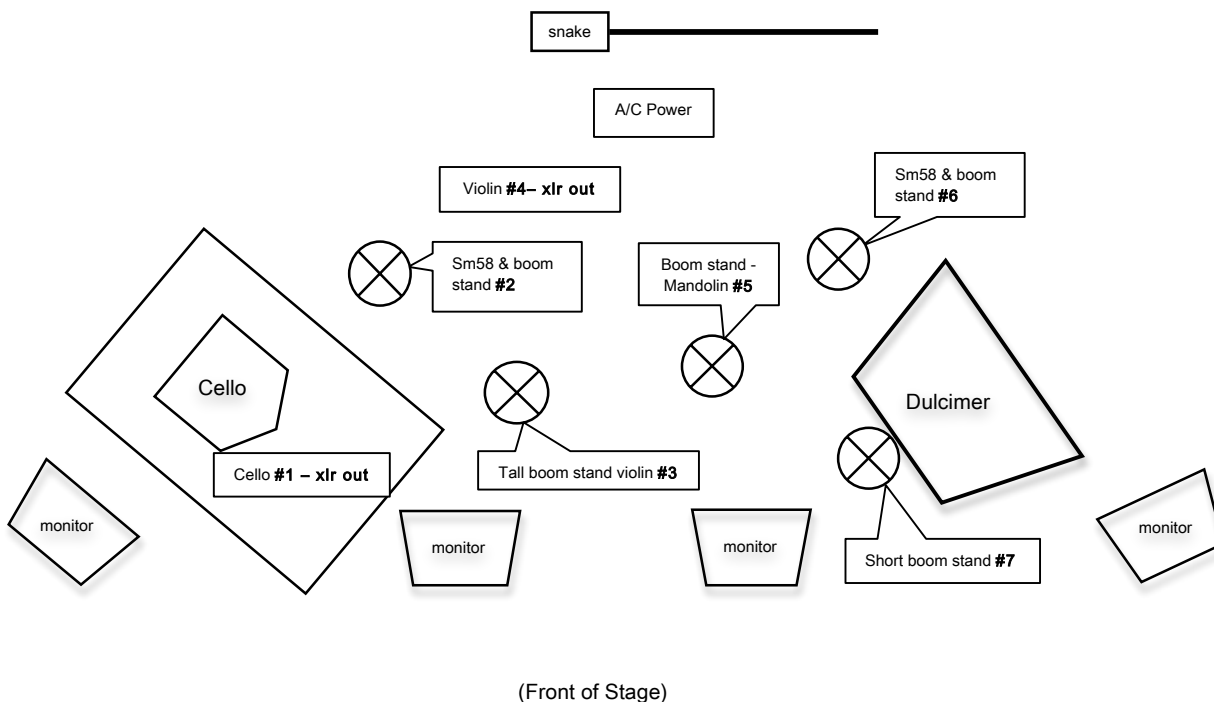 snake
A/C Power
Sm58 & boom
stand #6
Violin #4– xlr out
Sm58 & boom
stand #2
Boom stand -
Mandolin #5
Cello
Dulcimer
Cello #1 – xlr out
Tall boom stand violin #3
monitor
monitor
monitor
monitor
Short boom stand #7
(Front of Stage)